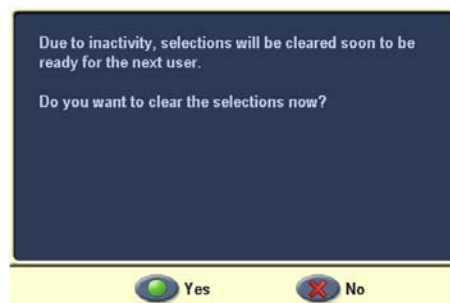 Due to inactivity, selections will be cleared soon to be
ready for the next user.
Do you want to clear the selections now?
Yes No